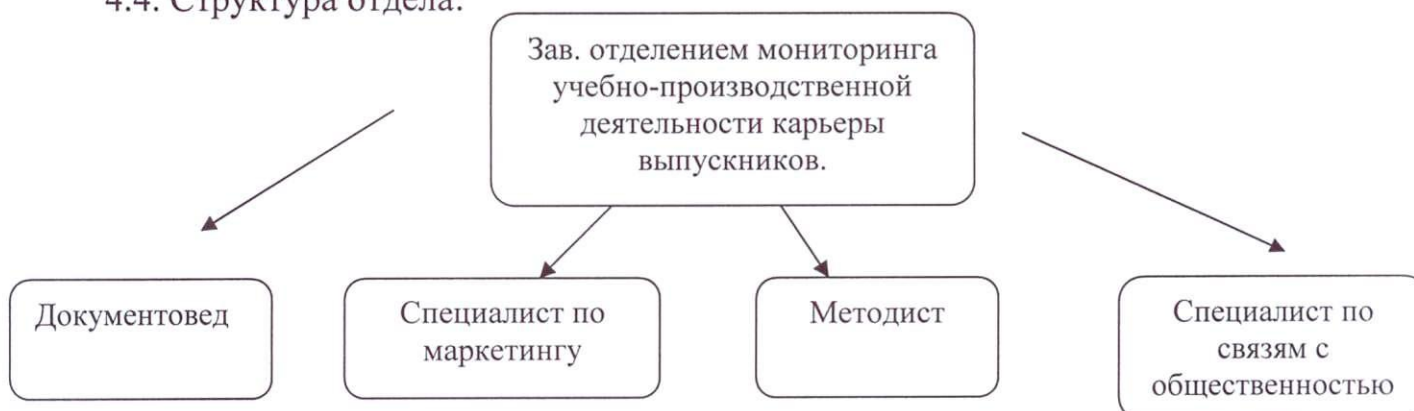 4.4. Структура отдела:
Зав. отделением мониторинга
учебно-производственной
деятельности карьеры
выпускников.
Документовед
Специалист по
маркетингу
Методист
Специалист по
связям с
общественностью